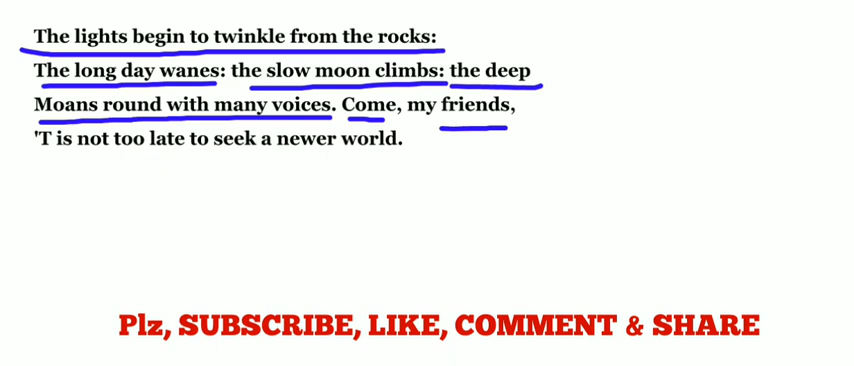 The lights begin to twinkle from the rocks:
The long day wanes: the slow moon climbs: the deep
Moans round with many voices. Come, my friends,
'T is not too late to seek a newer world.
Plz, SUBSCRIBE, LIKE, COMMENT & SHARE